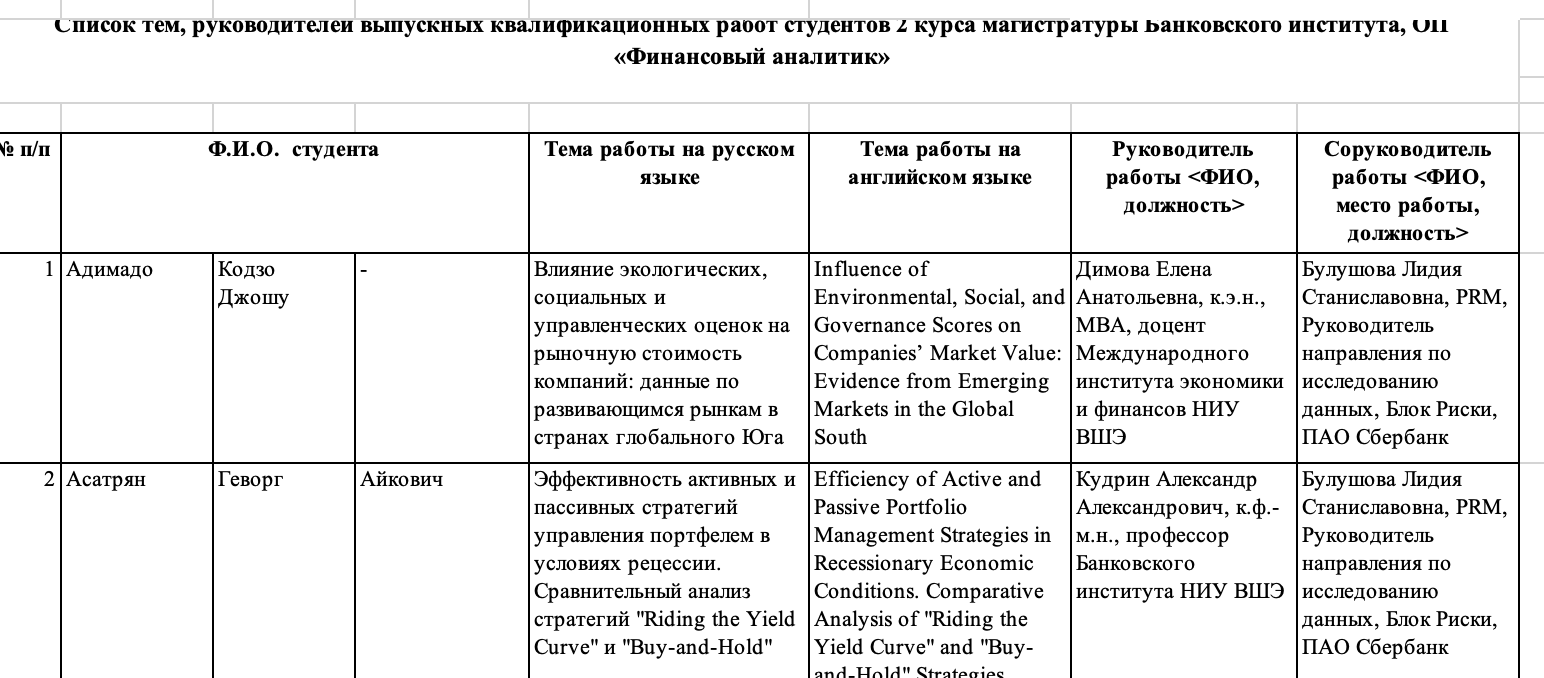 Список тем, руководителей выпускных квалификационных работ студентов 2 курса магистратуры Банковского института, ОП
«Финансовый аналитик»
№ п/п
Ф.И.О. студента
Тема работы на русском
языке
Тема работы на
английском языке
Руководитель
работы <ФИО,
должность>
Соруководитель
работы <ФИО,
место работы,
должность>
1
Адимадо
Кодзо
Джошу
-
Влияние экологических,
социальных и
управленческих оценок на
рыночную стоимость
компаний: данные по
развивающимся рынкам в
странах глобального Юга
Influence of
Environmental, Social, and
Governance Scores on
Companies’ Market Value:
Evidence from Emerging
Markets in the Global
South
Димова Елена
Анатольевна, к.э.н.,
MBA, доцент
Международного
института экономики
и финансов НИУ
ВШЭ
Булушова Лидия
Станиславовна, PRM,
Руководитель
направления по
исследованию
данных, Блок Риски,
ПАО Сбербанк
2
Асатрян
Геворг
Айкович
Эффективность активных и
пассивных стратегий
управления портфелем в
условиях рецессии.
Сравнительный анализ
стратегий "Riding the Yield
Curve" и "Buy-and-Hold"
Efficiency of Active and
Passive Portfolio
Management Strategies in
Recessionary Economic
Conditions. Comparative
Analysis of "Riding the
Yield Curve" and "Buy-
and-Hold" Strategies
Кудрин Александр
Александрович, к.ф.-
м.н., профессор
Банковского
института НИУ ВШЭ
Булушова Лидия
Станиславовна, PRM,
Руководитель
направления по
исследованию
данных, Блок Риски,
ПАО Сбербанк